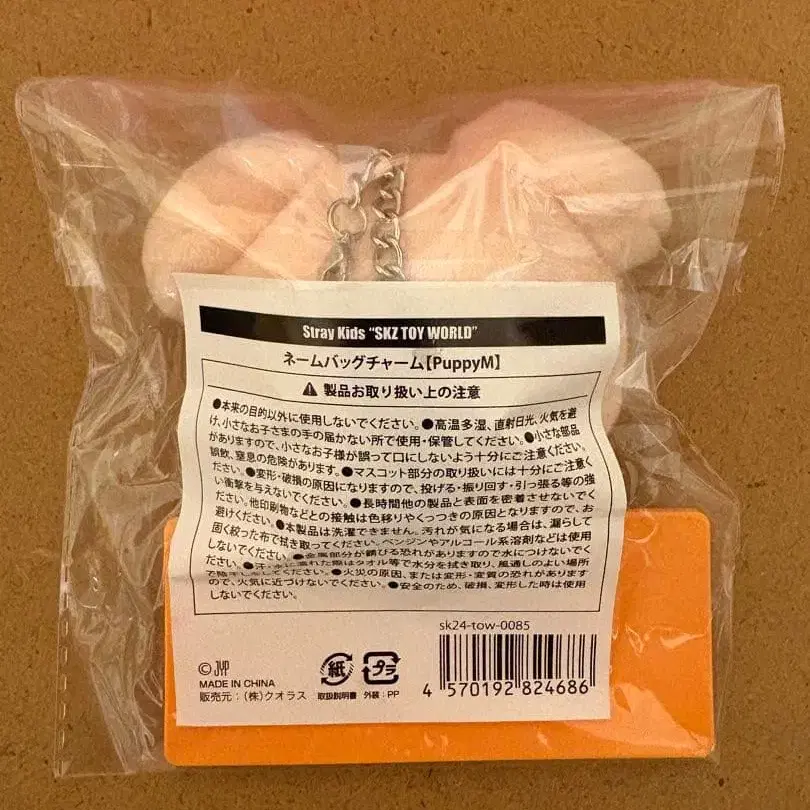 Stray Kids “SKZ TOY WORLD”
ネームバッグチャーム【PuppyM】
⚠ 製品お取り扱い上の注意
●本来の目的以外に使用しないでください。●高温多湿、直射日光、火気を避
け、小さなお子さまの手の届かない所で使用・保管してください。●小さな部品
がありますので、小さなお子様が誤って口にしないよう十分にご注意ください。
誤飲、窒息の危険があります。●マスコット部分の取り扱いには十分にご注意く
ださい。●変形・破損の原因になりますので、投げる・振り回す・引っ張る等の強
い衝撃を与えないでください。●長時間他の製品と表面を密着させないでく
ださい。他印刷物などとの接触は色移りやくっつきの原因となりますので、お
避けください。●本製品は洗濯できません。汚れが気になる場合は、濡らして
固く絞った布で拭き取ってください。ベンジンやアルコール系溶剤などは使用
しないでください。●金属部分が錆びる恐れがありますので水につけないでく
ださい。●汗・水に濡れた際はタオル等で水分を拭き取り、風通しのよい場所
で陰干ししてください。●火災の原因、または変形・変質の恐れがあります
ので、火気に近づけないでください。●安全のため、破損、変形した時は使用
しないでください。
sk24-tow-0085
© JYP
MADE IN CHINA
販売元：（株）クオラス
紙
取扱説明書
プラ
外装：PP
4 570192 824686